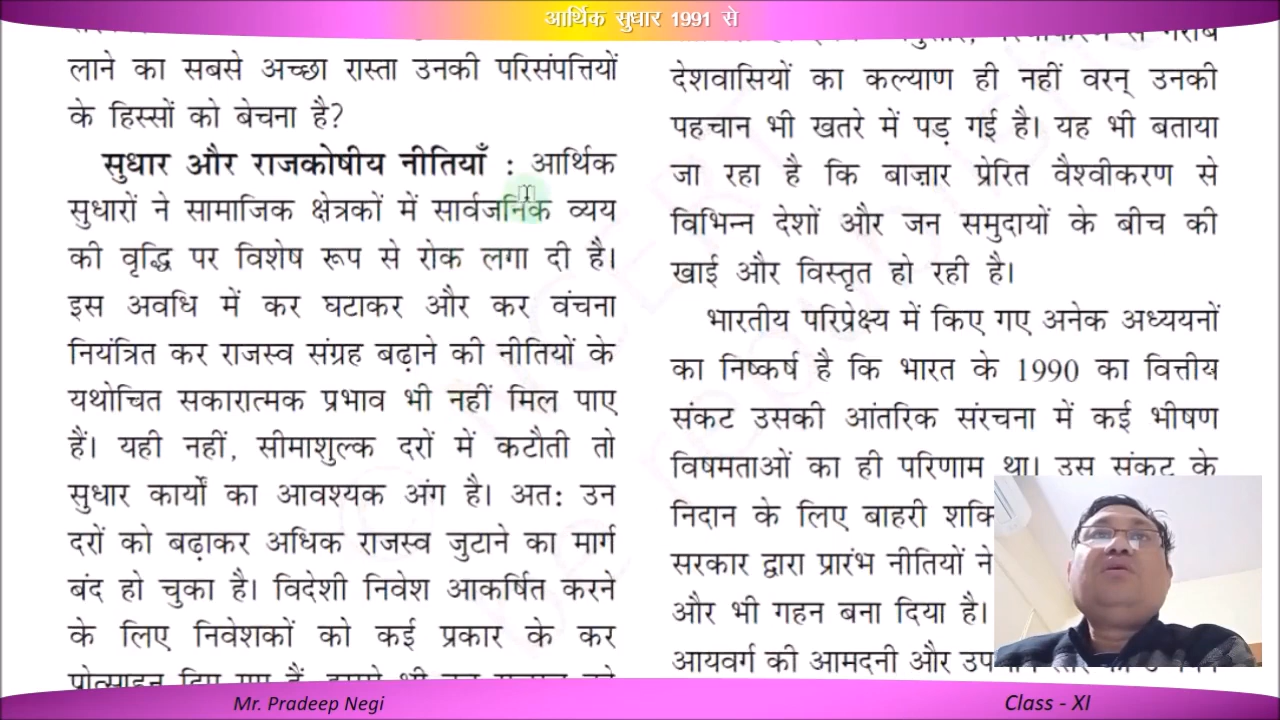 आर्थिक सुधार 1991 से
लाने का सबसे अच्छा रास्ता उनकी परिसंपत्तियों
के हिस्सों को बेचना है?
सुधार और राजकोषीय नीतियाँ : आर्थिक
सुधारों ने सामाजिक क्षेत्रकों में सार्वजनिक व्यय
की वृद्धि पर विशेष रूप से रोक लगा दी है।
इस अवधि में कर घटाकर और कर वंचना
नियंत्रित कर राजस्व संग्रह बढ़ाने की नीतियों के
यथोचित सकारात्मक प्रभाव भी नहीं मिल पाए
हैं। यही नहीं, सीमाशुल्क दरों में कटौती तो
सुधार कार्यों का आवश्यक अंग है। अतः उन
दरों को बढ़ाकर अधिक राजस्व जुटाने का मार्ग
बंद हो चुका है। विदेशी निवेश आकर्षित करने
के लिए निवेशकों को कई प्रकार के कर
देशवासियों का कल्याण ही नहीं वरन् उनकी
पहचान भी खतरे में पड़ गई है। यह भी बताया
जा रहा है कि बाज़ार प्रेरित वैश्वीकरण से
विभिन्न देशों और जन समुदायों के बीच की
खाई और विस्तृत हो रही है।
भारतीय परिप्रेक्ष्य में किए गए अनेक अध्ययनों
का निष्कर्ष है कि भारत के 1990 का वित्तीय
संकट उसकी आंतरिक संरचना में कई भीषण
विषमताओं का ही परिणाम था। उस संकट के
निदान के लिए बाहरी
सरकार द्वारा प्रारंभ नीतियों ने
और भी गहन बना दिया है।
आयवर्ग की आमदनी और
Mr. Pradeep Negi
Class - XI